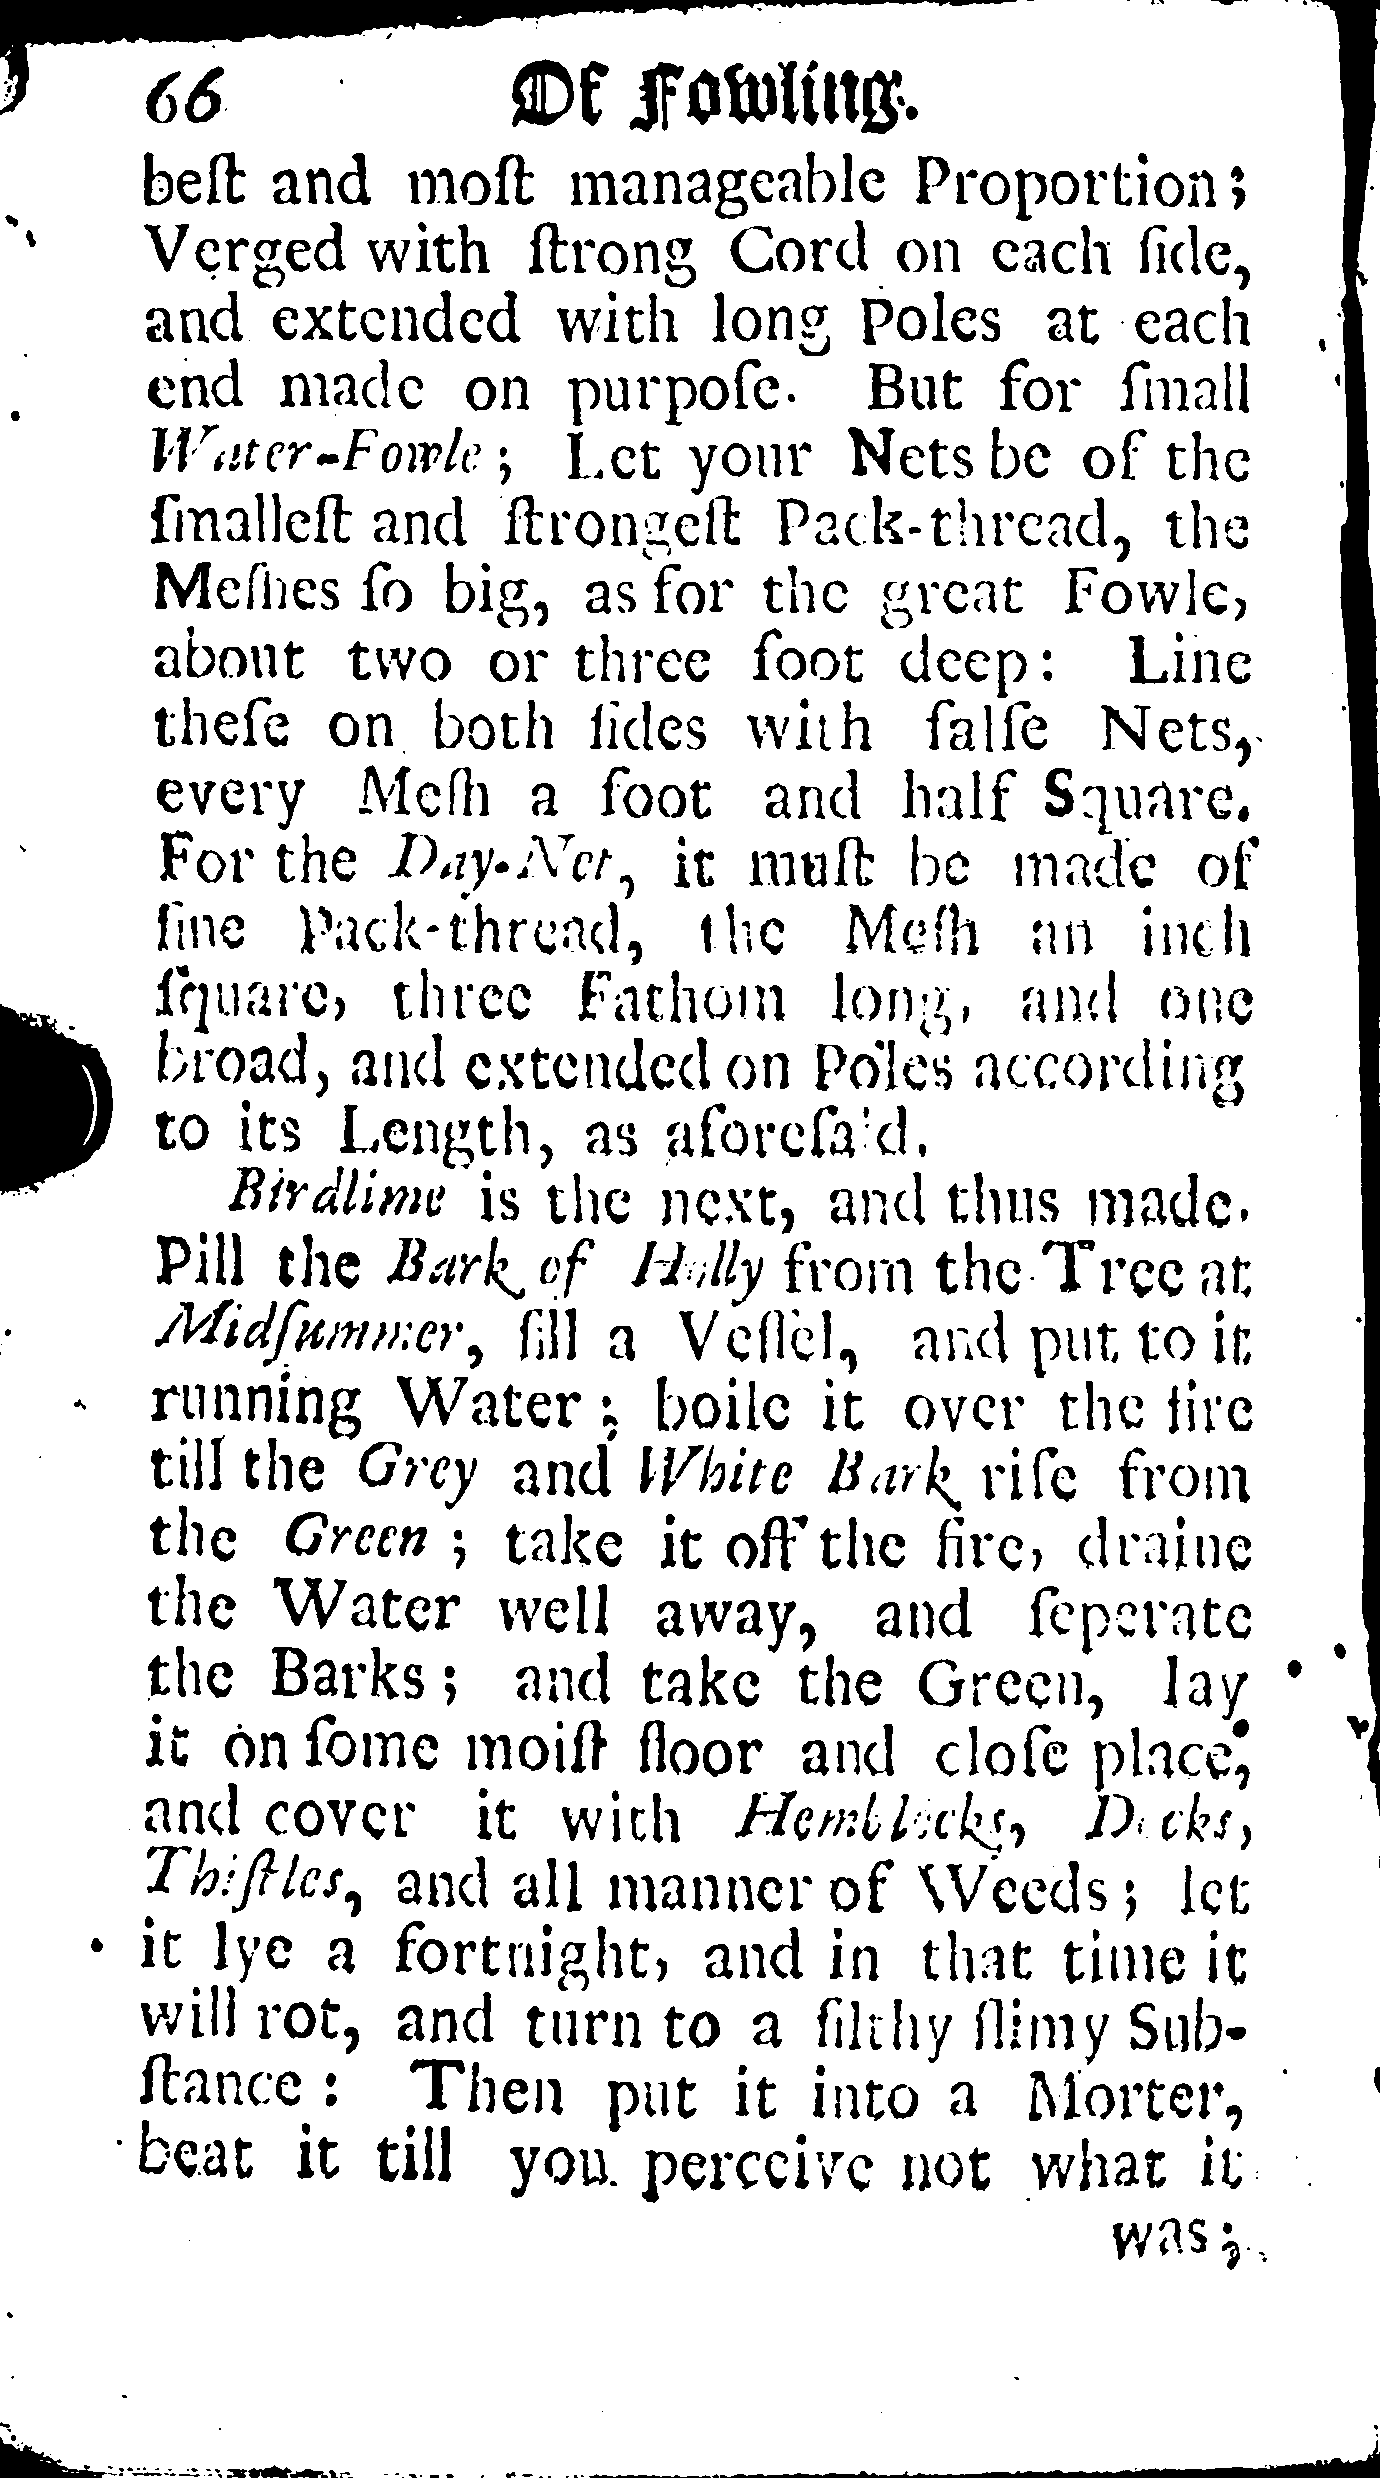 66 Of Fowling.
beſt and moſt manageable Proportion;
Verged with ſtrong Cord on each ſide,
and extended with long Poles at each
end made on purpoſe. But for ſmall
Water-Fowle; Let your Nets be of the
ſmalleſt and ſtrongeſt Pack-thread, the
Meſhes ſo big, as for the great Fowle,
about two or three foot deep: Line
theſe on both ſides with falſe Nets,
every Meſh a foot and half Square.
For the Day-Net, it muſt be made of
fine Pack-thread, the Meſh an inch
ſquare, three Fathom long, and one
broad, and extended on Poles according
to its Length, as aforeſaid.
Birdlime is the next, and thus made.
Pill the Bark of Holly from the Tree at
Midſummer, fill a Veſſel, and put to it
running Water; boile it over the fire
till the Grey and White Bark riſe from
the Green; take it off the fire, draine
the Water well away, and ſeperate
the Barks; and take the Green, lay
it on ſome moiſt floor and cloſe place,
and cover it with Hemblocks, Docks,
Thiſtles, and all manner of Weeds; let
it lye a fortnight, and in that time it
will rot, and turn to a filthy ſlimy Sub-
ſtance: Then put it into a Morter,
beat it till you perceive not what it
was;